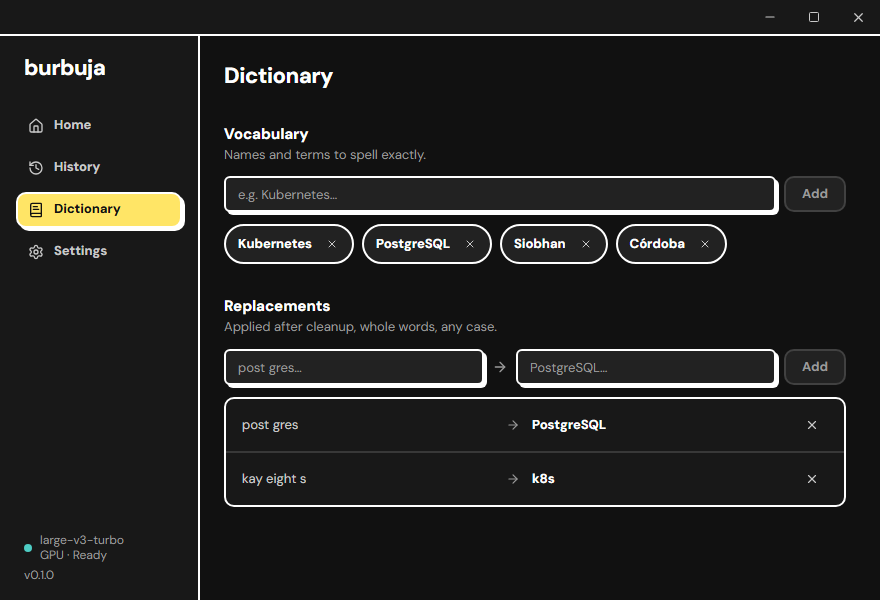 burbuja
Home
History
Dictionary
Settings
large-v3-turbo
GPU · Ready
v0.1.0
Dictionary
Vocabulary
Names and terms to spell exactly.
e.g. Kubernetes…
Add
Kubernetes
PostgreSQL
Siobhan
Córdoba
Replacements
Applied after cleanup, whole words, any case.
post gres…
→
PostgreSQL…
Add
post gres → PostgreSQL
kay eight s → k8s